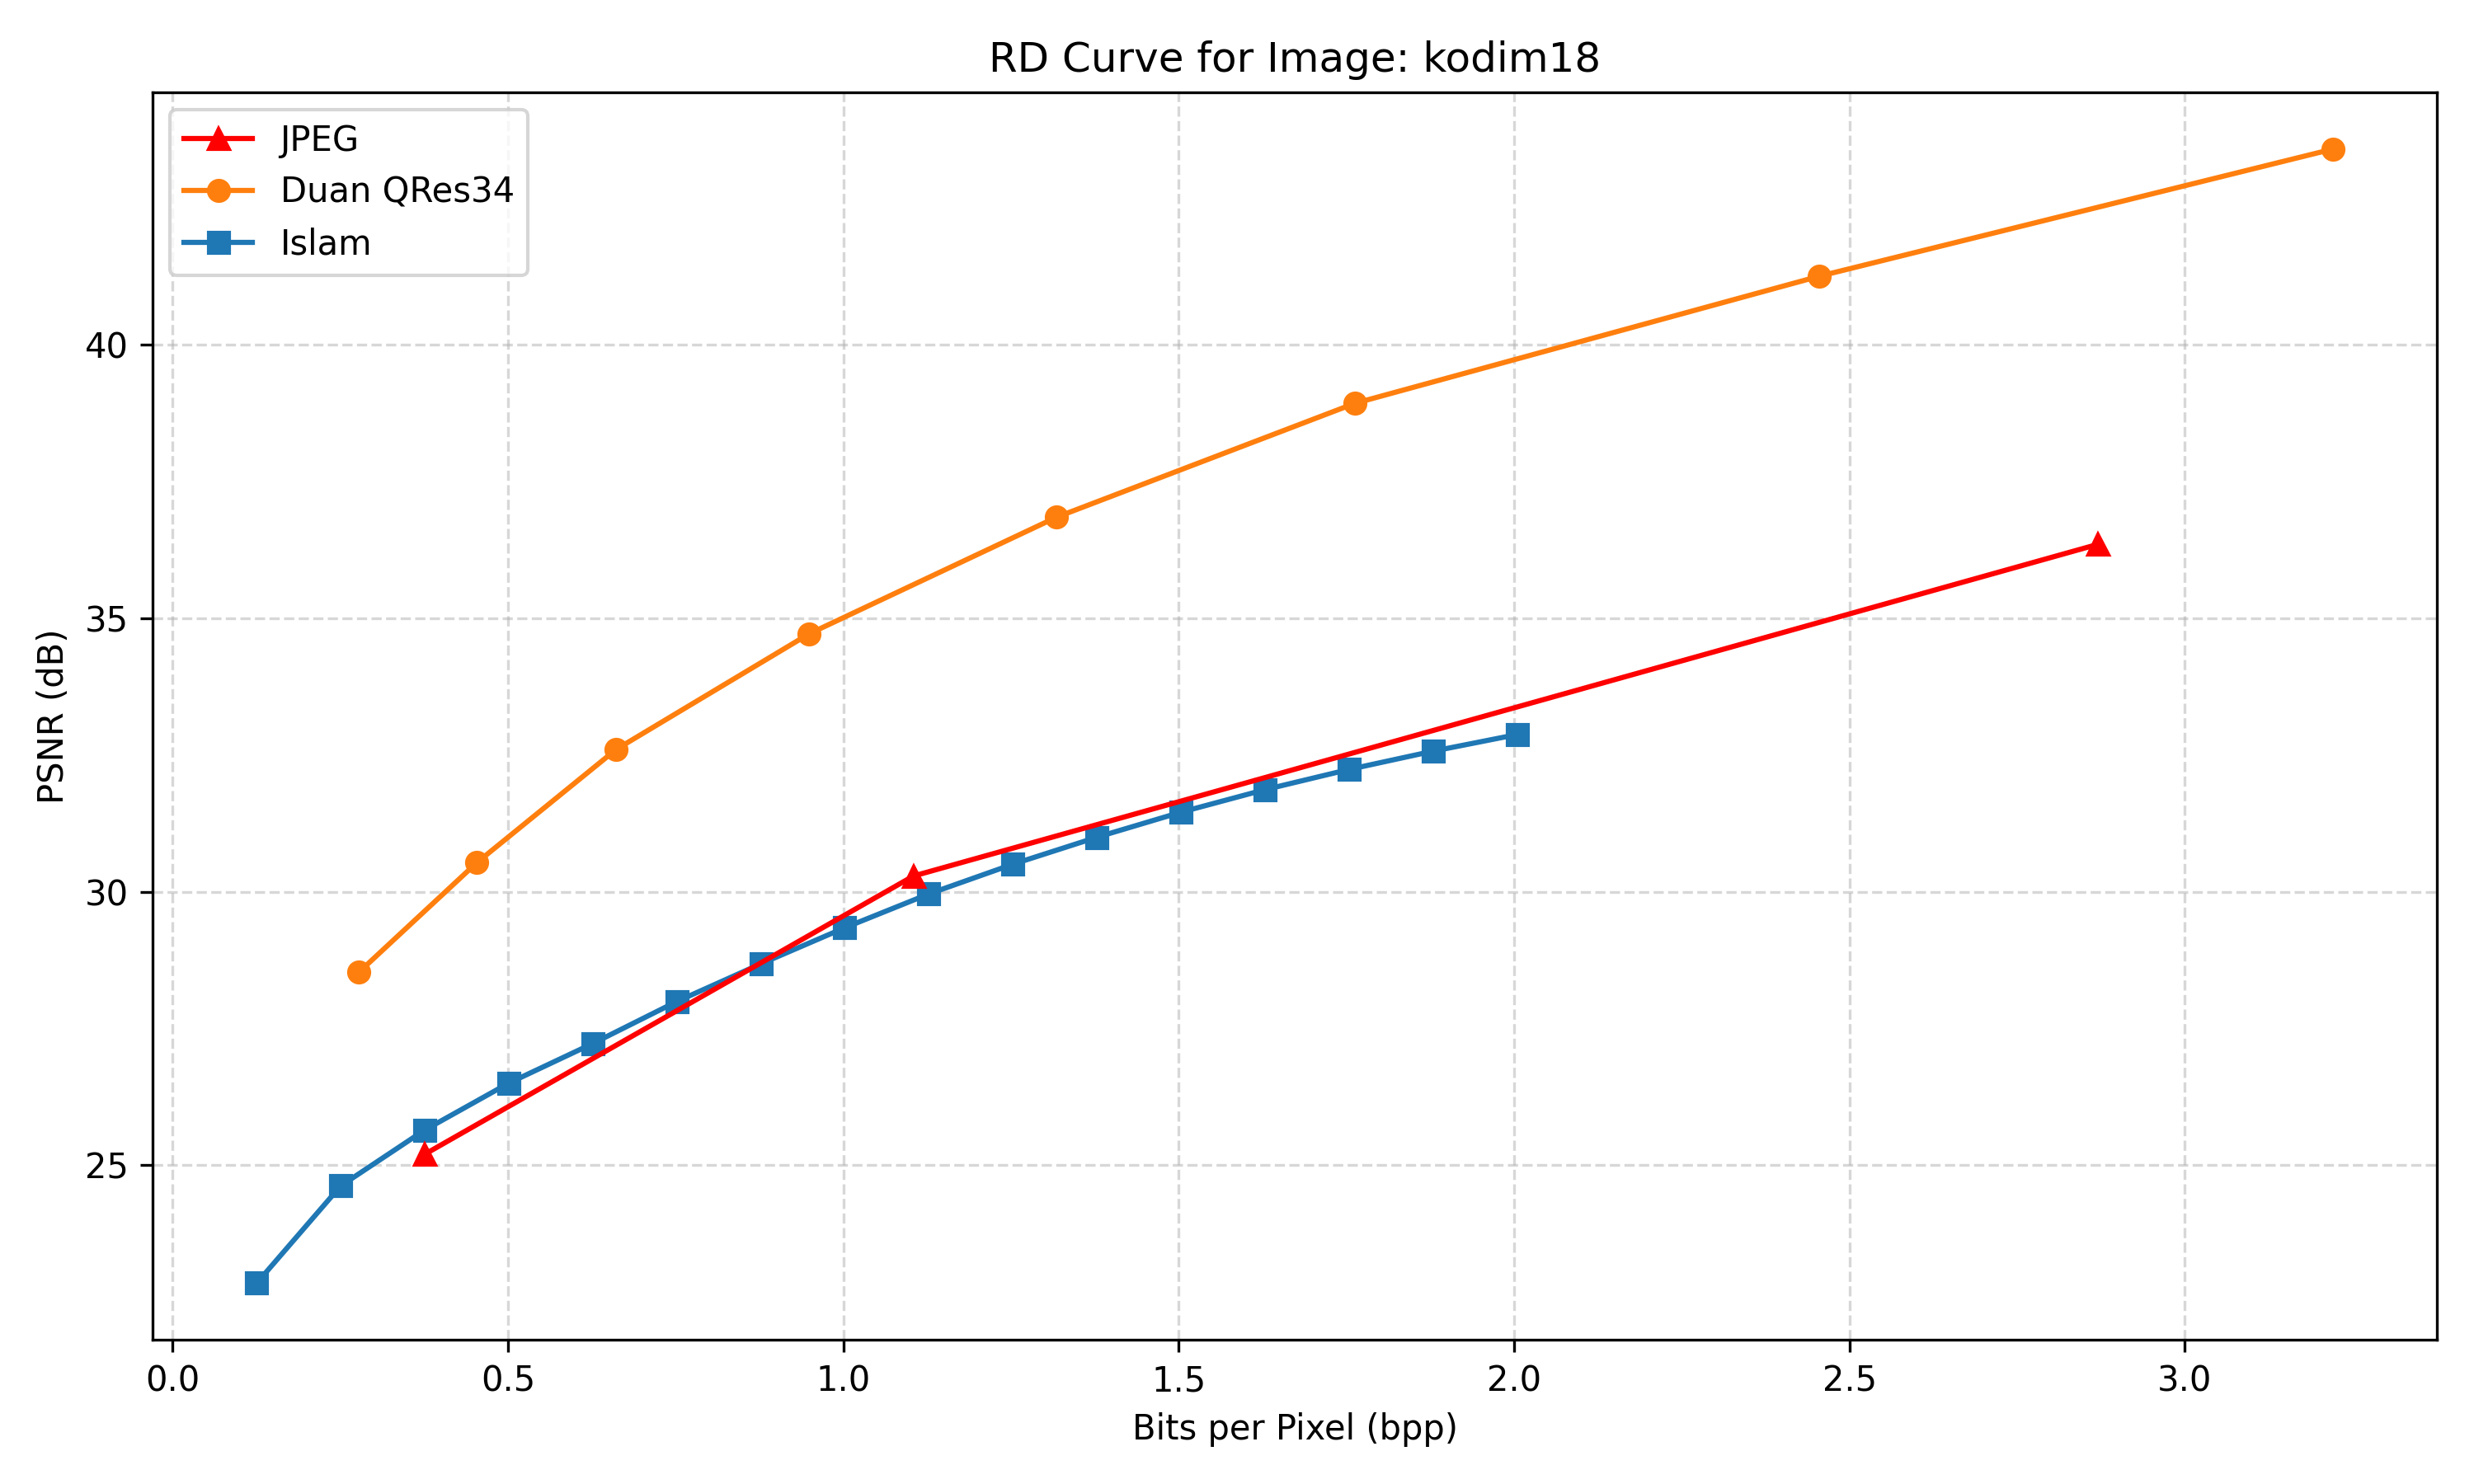 RD Curve for Image: kodim18
JPEG
Duan QRes34
Islam
PSNR (dB)
40
35
30
25
0.0 0.5 1.0 1.5 2.0 2.5 3.0
Bits per Pixel (bpp)